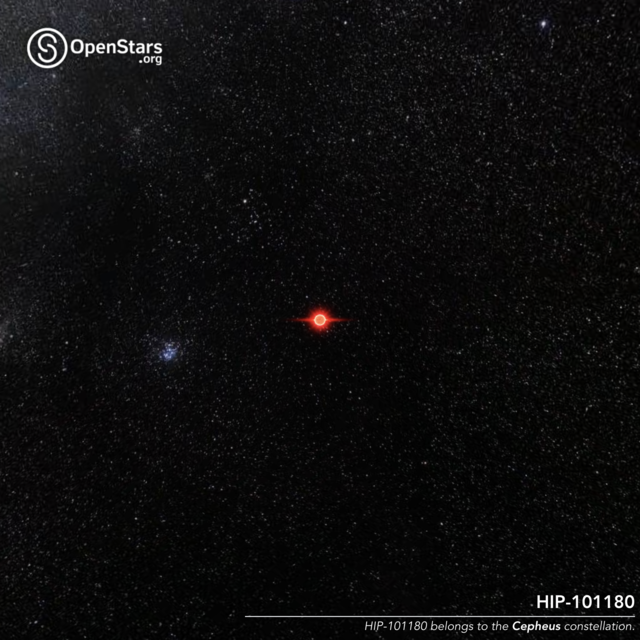 OpenStars
.org
HIP-101180
HIP-101180 belongs to the Cepheus constellation.